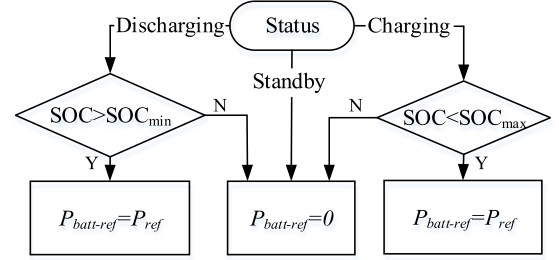 Discharging Status Charging
Standby
SOC>SOCmin N N SOC<SOCmax
Y Y
Pbatt-ref=Pref Pbatt-ref=0 Pbatt-ref=Pref